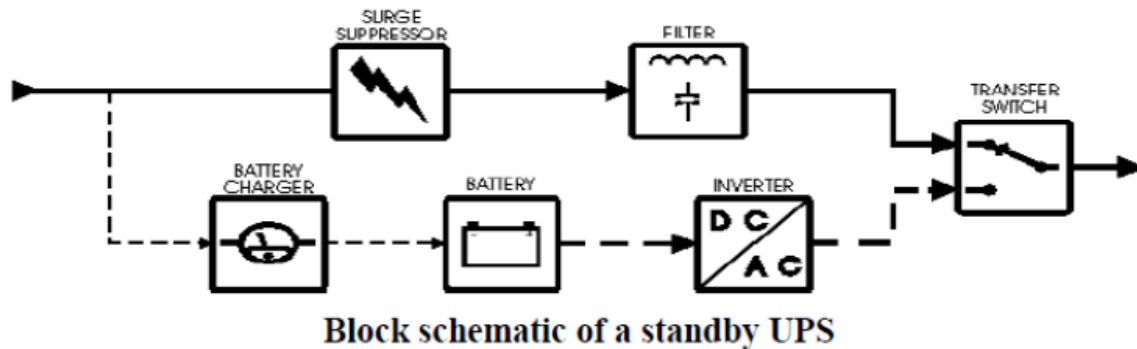 SURGE
SUPPRESSOR
FILTER
TRANSFER
SWITCH
BATTERY
CHARGER
BATTERY
INVERTER
D C
A C
Block schematic of a standby UPS